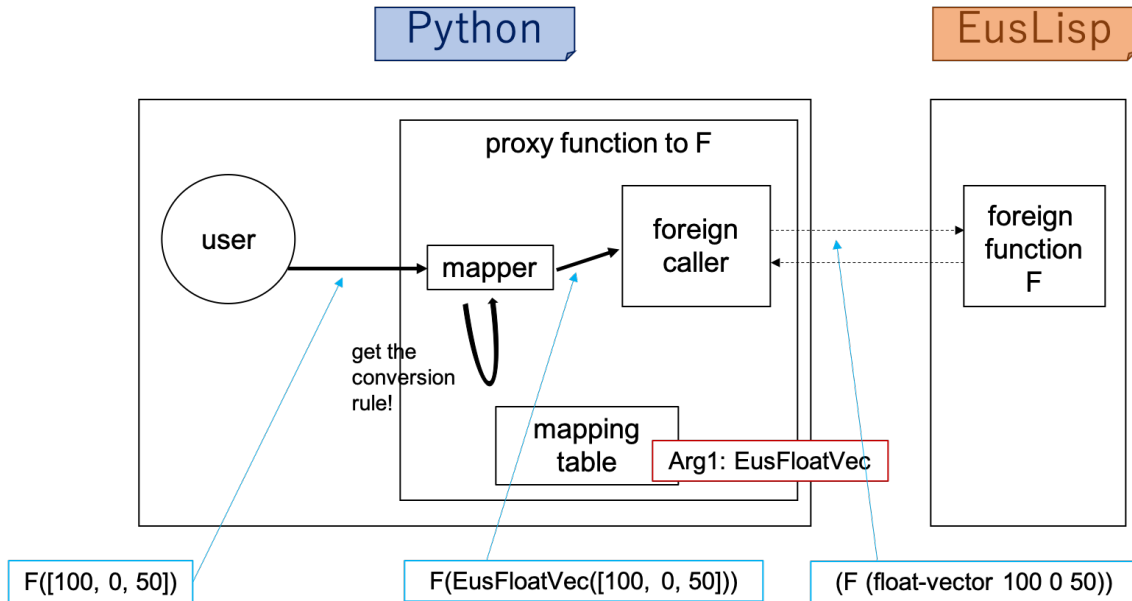 Python
EusLisp
proxy function to F
user
mapper
foreign
caller
foreign
function
F
get the
conversion
rule!
mapping
table
Arg1: EusFloatVec
F([100, 0, 50])
F(EusFloatVec([100, 0, 50]))
(F (float-vector 100 0 50)